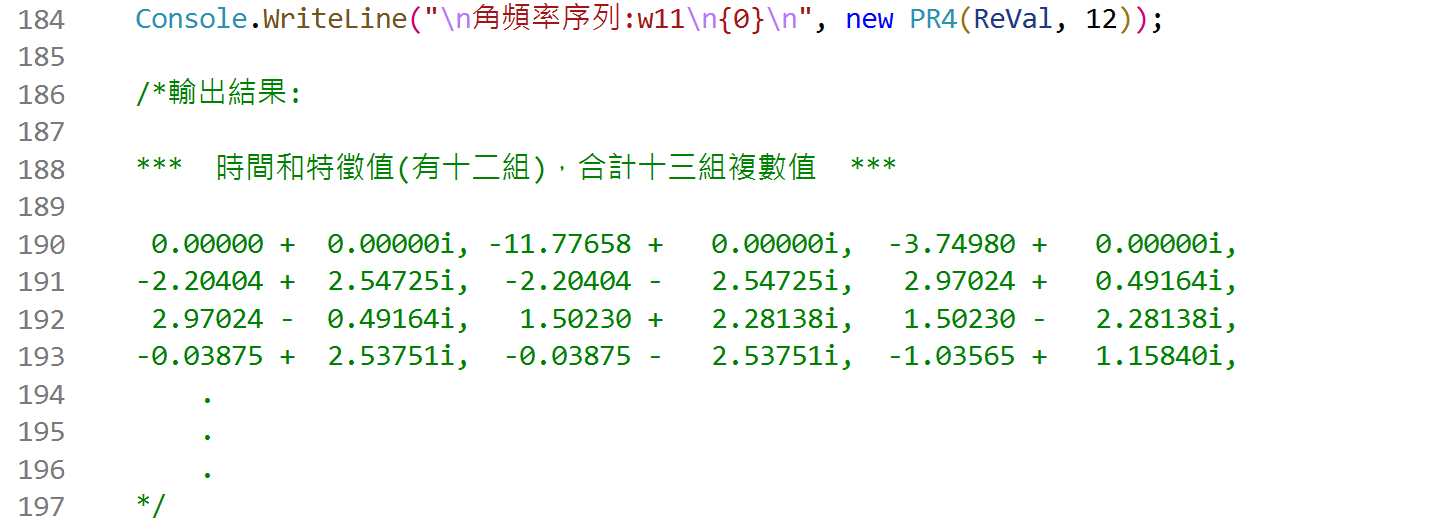 184 Console.WriteLine("\n角頻率序列:w11\n{0}\n", new PR4(ReVal, 12));
185
186 /*輸出結果:
187
188 *** 時間和特徵值(有十二組)，合計十三組複數值 ***
189
190 0.00000 + 0.00000i, -11.77658 + 0.00000i, -3.74980 + 0.00000i,
191 -2.20404 + 2.54725i, -2.20404 - 2.54725i, 2.97024 + 0.49164i,
192 2.97024 - 0.49164i, 1.50230 + 2.28138i, 1.50230 - 2.28138i,
193 -0.03875 + 2.53751i, -0.03875 - 2.53751i, -1.03565 + 1.15840i,
194 .
195 .
196 .
197 */